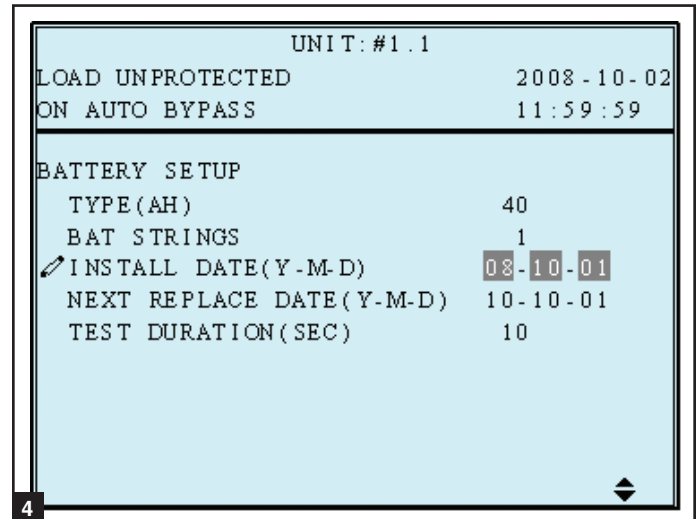 UNIT:#1.1
LOAD UNPROTECTED 2008-10-02
ON AUTO BYPASS 11:59:59
BATTERY SETUP
TYPE(AH) 40
BAT STRINGS 1
INSTALL DATE(Y-M-D) 08-10-01
NEXT REPLACE DATE(Y-M-D) 10-10-01
TEST DURATION(SEC) 10
4